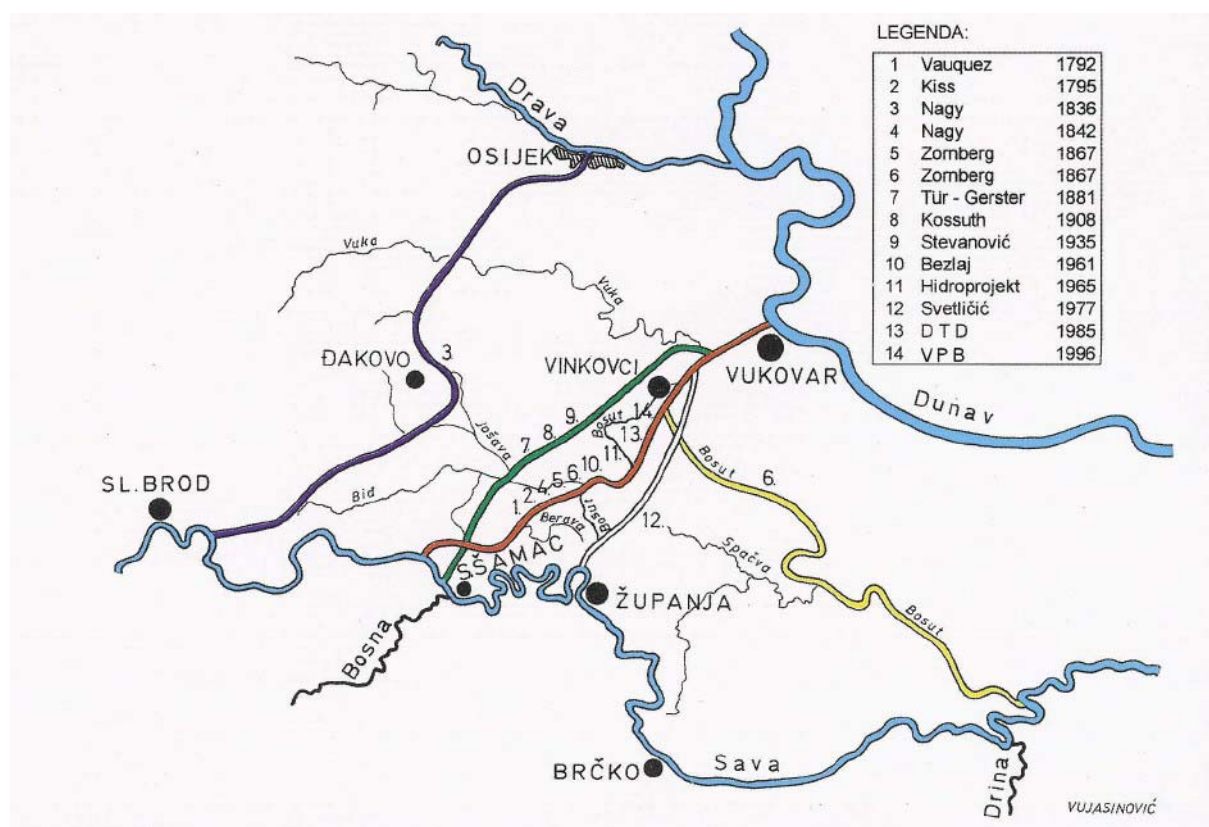 LEGENDA:
1 Vauquez 1792
2 Kiss 1795
3 Nagy 1836
4 Nagy 1842
5 Zornberg 1867
6 Zornberg 1867
7 Tür - Gerster 1881
8 Kossuth 1908
9 Stevanović 1935
10 Bezlaj 1961
11 Hidroprojekt 1965
12 Svetličić 1977
13 D T D 1985
14 V P B 1996
Drava
OSIJEK
Vuka
Vuka
ĐAKOVO
3.
VINKOVCI
VUKOVAR
Dunav
Jošava
7.
8.
9.
Bosut
14.
13.
11.
Bosut
6.
SL. BROD
Biđ
1.
2.
4.
5.
6.
10.
Berava
Bosut
12.
Spačva
SŠAMAC
ŽUPANJA
Bosna
Bosut
BRČKO
Sava
Drina
VUJASINOVIĆ